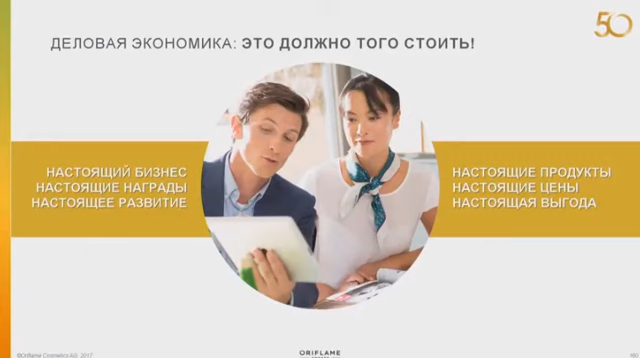 50
ДЕЛОВАЯ ЭКОНОМИКА: ЭТО ДОЛЖНО ТОГО СТОИТЬ!
НАСТОЯЩИЙ БИЗНЕС
НАСТОЯЩИЕ НАГРАДЫ
НАСТОЯЩЕЕ РАЗВИТИЕ
НАСТОЯЩИЕ ПРОДУКТЫ
НАСТОЯЩИЕ ЦЕНЫ
НАСТОЯЩАЯ ВЫГОДА
©Oriflame Cosmetics AG, 2017
ORIFLAME